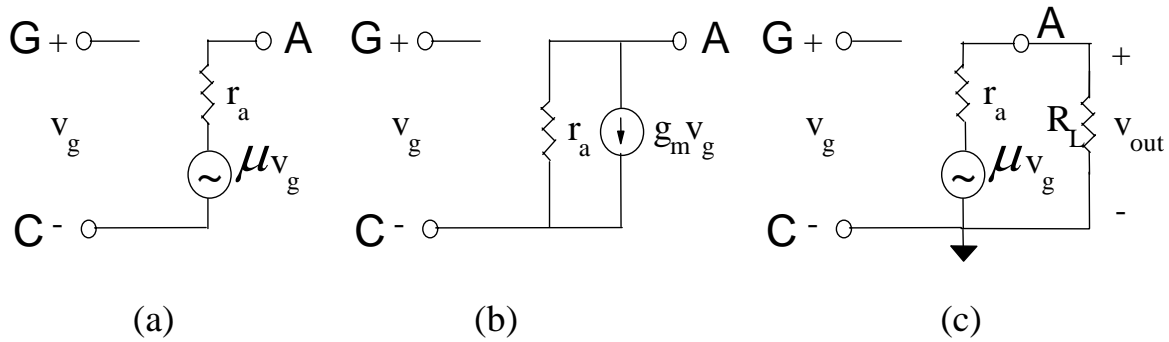 G + A
r_a
v_g
μv_g
C -
(a)
G + A
v_g
r_a
g_m v_g
C -
(b)
G + A +
r_a
R_L
v_g
v_out
μv_g
C - -
(c)